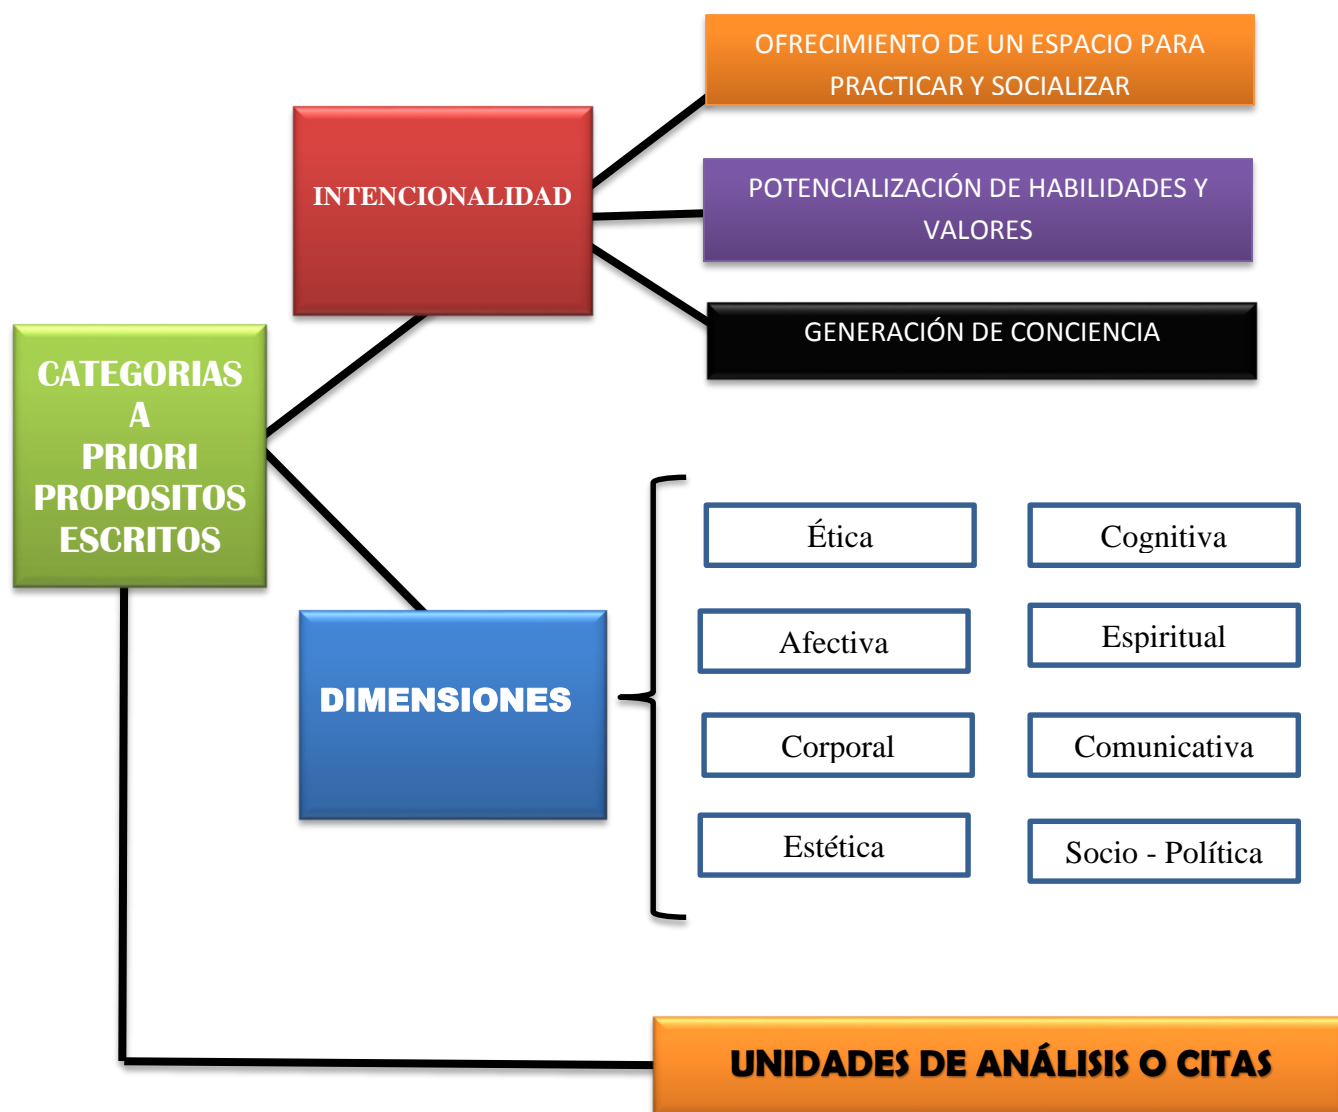 OFRECIMIENTO DE UN ESPACIO PARA
PRACTICAR Y SOCIALIZAR
INTENCIONALIDAD
POTENCIALIZACIÓN DE HABILIDADES Y
VALORES
GENERACIÓN DE CONCIENCIA
CATEGORIAS
A
PRIORI
PROPOSITOS
ESCRITOS
DIMENSIONES
Ética
Cognitiva
Afectiva
Espiritual
Corporal
Comunicativa
Estética
Socio - Política
UNIDADES DE ANÁLISIS O CITAS